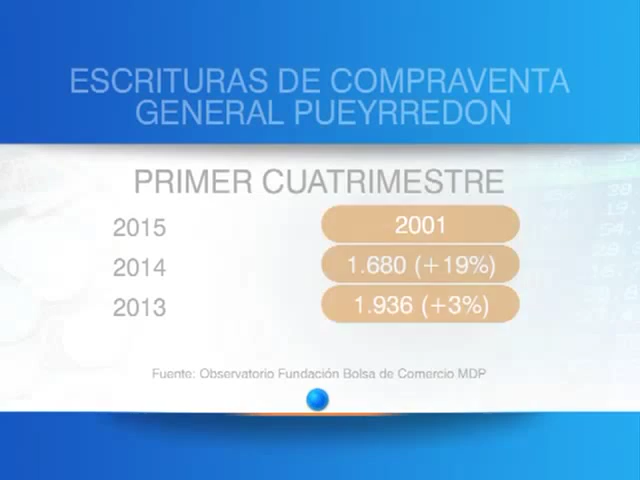 ESCRITURAS DE COMPRAVENTA
GENERAL PUEYRREDON
PRIMER CUATRIMESTRE
2015 2001
2014 1.680 (+19%)
2013 1.936 (+3%)
Fuente: Observatorio Fundación Bolsa de Comercio MDP